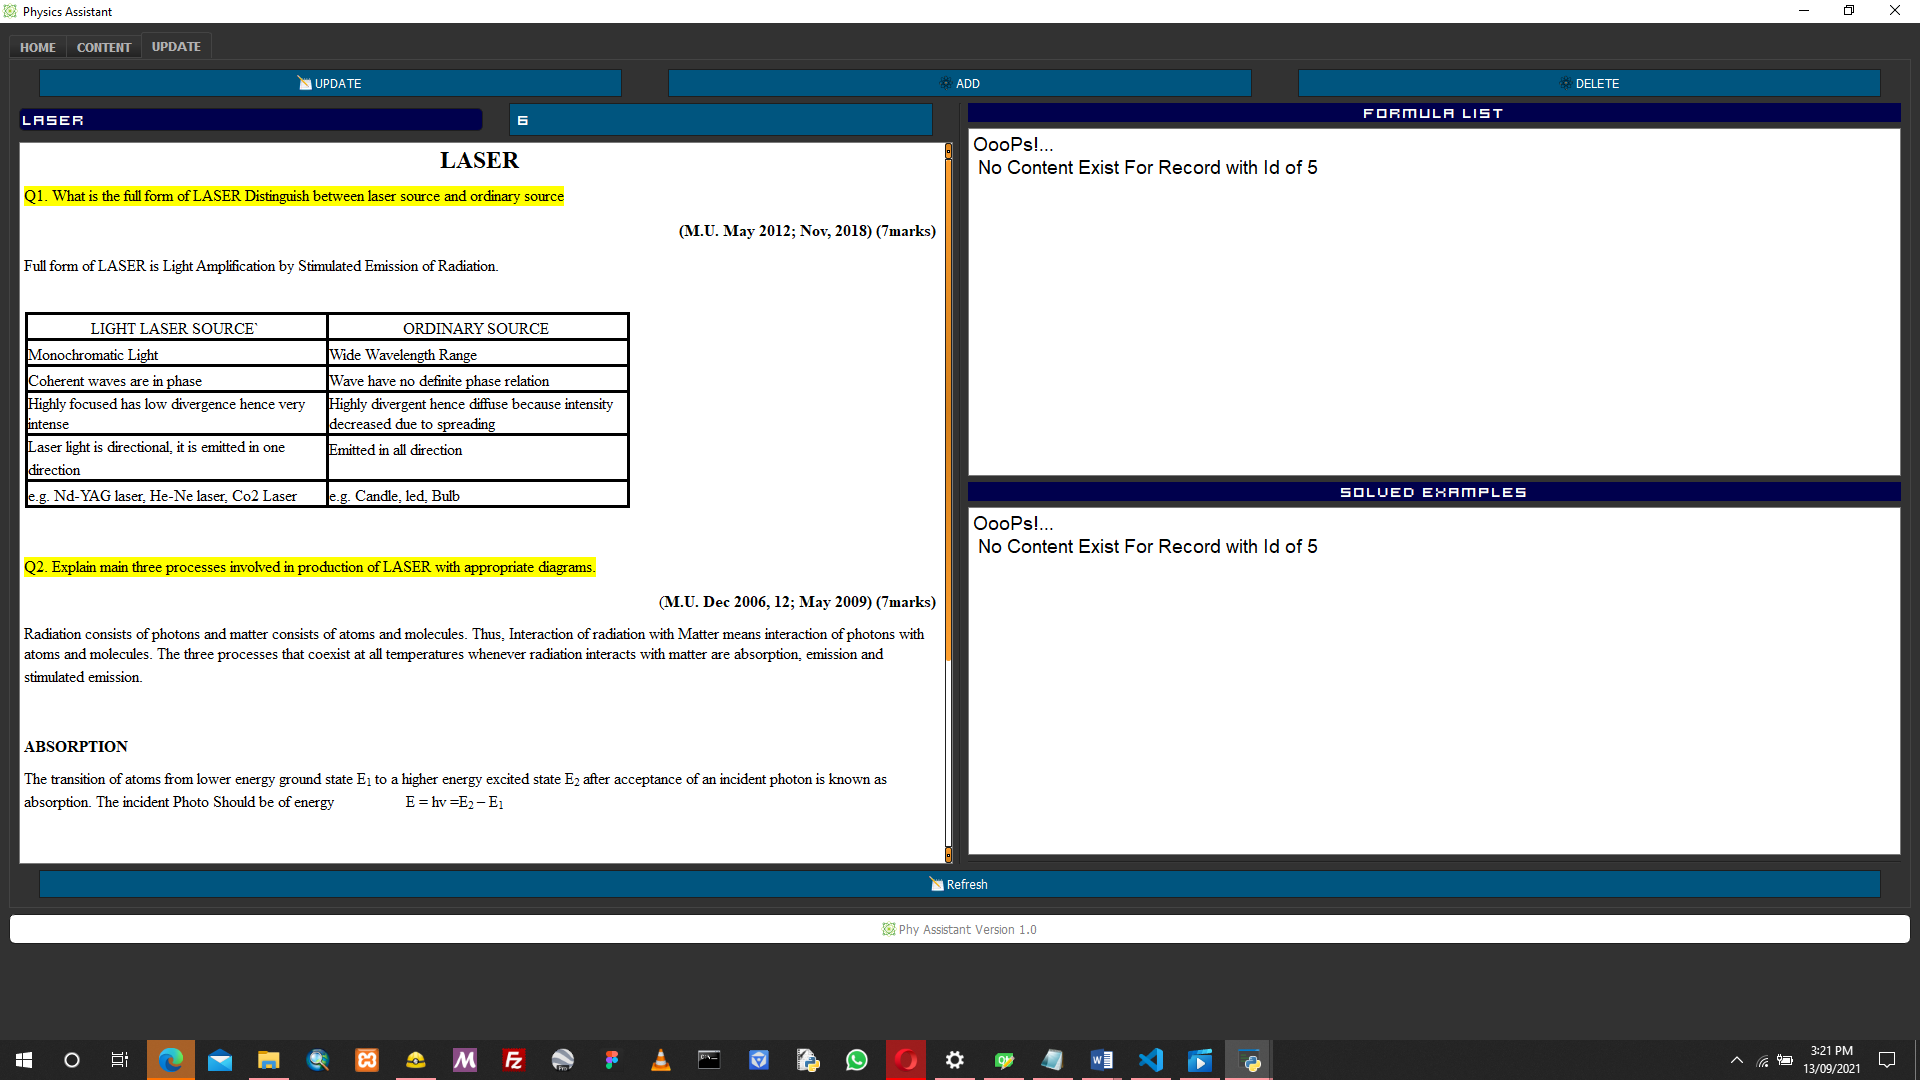 Physics Assistant
HOME CONTENT UPDATE
UPDATE ADD DELETE
LASER 6
LASER
Q1. What is the full form of LASER Distinguish between laser source and ordinary source
(M.U. May 2012; Nov, 2018) (7marks)
Full form of LASER is Light Amplification by Stimulated Emission of Radiation.
LIGHT LASER SOURCE` ORDINARY SOURCE
Monochromatic Light Wide Wavelength Range
Coherent waves are in phase Wave have no definite phase relation
Highly focused has low divergence hence very Highly divergent hence diffuse because intensity
intense decreased due to spreading
Laser light is directional, it is emitted in one Emitted in all direction
direction
e.g. Nd-YAG laser, He-Ne laser, Co2 Laser e.g. Candle, led, Bulb
Q2. Explain main three processes involved in production of LASER with appropriate diagrams.
(M.U. Dec 2006, 12; May 2009) (7marks)
Radiation consists of photons and matter consists of atoms and molecules. Thus, Interaction of radiation with Matter means interaction of photons with
atoms and molecules. The three processes that coexist at all temperatures whenever radiation interacts with matter are absorption, emission and
stimulated emission.
ABSORPTION
The transition of atoms from lower energy ground state E1 to a higher energy excited state E2 after acceptance of an incident photon is known as
absorption. The incident Photo Should be of energy E = hv =E2 – E1
FORMULA LIST
OooPs!...
No Content Exist For Record with Id of 5
SOLVED EXAMPLES
OooPs!...
No Content Exist For Record with Id of 5
Refresh
Phy Assistant Version 1.0
3:21 PM
13/09/2021